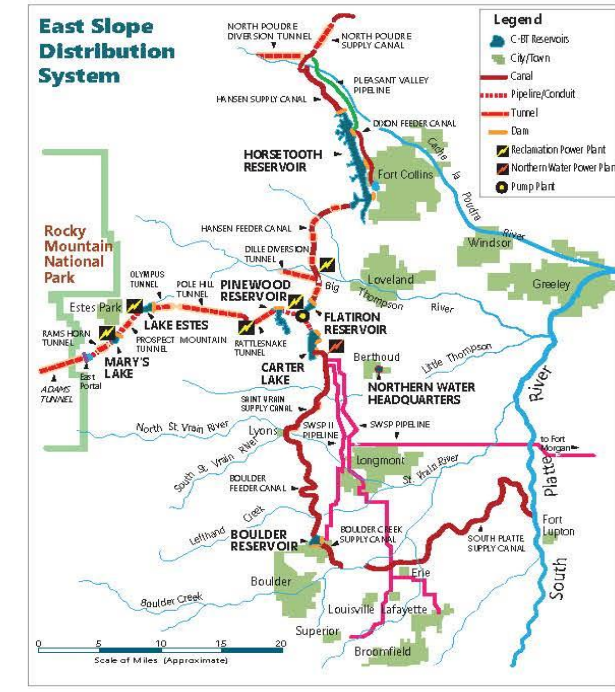 East Slope
Distribution
System
NORTH POUDRE
DIVERSION TUNNEL
NORTH POUDRE
SUPPLY CANAL
PLEASANT VALLEY
PIPELINE
HANSEN SUPPLY CANAL
DIXON FEEDER CANAL
HORSETOOTH
RESERVOIR
Fort Collins
Cache la Poudra River
Legend
C-BT Reservoirs
City/Town
Canal
Pipeline/Conduit
Tunnel
Dam
Reclamation Power Plant
Northern Water Power Plant
Pump Plant
Windsor
Greeley
Rocky
Mountain
National
Park
HANSEN FEEDER CANAL
DILLE DIVERSION
TUNNEL
Loveland
Big Thompson River
OLYMPUS
TUNNEL
POLE HILL
TUNNEL
PINEWOOD
RESERVOIR
FLATIRON
RESERVOIR
Estes Park
LAKE ESTES
RAMS HORN
TUNNEL
PROSPECT MOUNTAIN
RATTLESNAKE
TUNNEL
MARY'S
LAKE
East
Portal
ADAMS
TUNNEL
CARTER
LAKE
Berthoud
Little Thompson
NORTHERN WATER
HEADQUARTERS
River
SAINT VRAIN
SUPPLY CANAL
North St. Vrain River
Lyons
SWSP II
PIPELINE
SWSP PIPELINE
to Fort
Morgan
South St. Vrain River
Longmont
St. Vrain River
Platte
BOULDER
FEEDER CANAL
Lefthand Creek
BOULDER
RESERVOIR
BOULDER CREEK
SUPPLY CANAL
SOUTH PLATTE
SUPPLY CANAL
Fort
Lupton
South
Boulder
Erie
Boulder Creek
Louisville
Lafayette
Superior
Broomfield
0 5 10 15 20
Scale of Miles (Approximate)